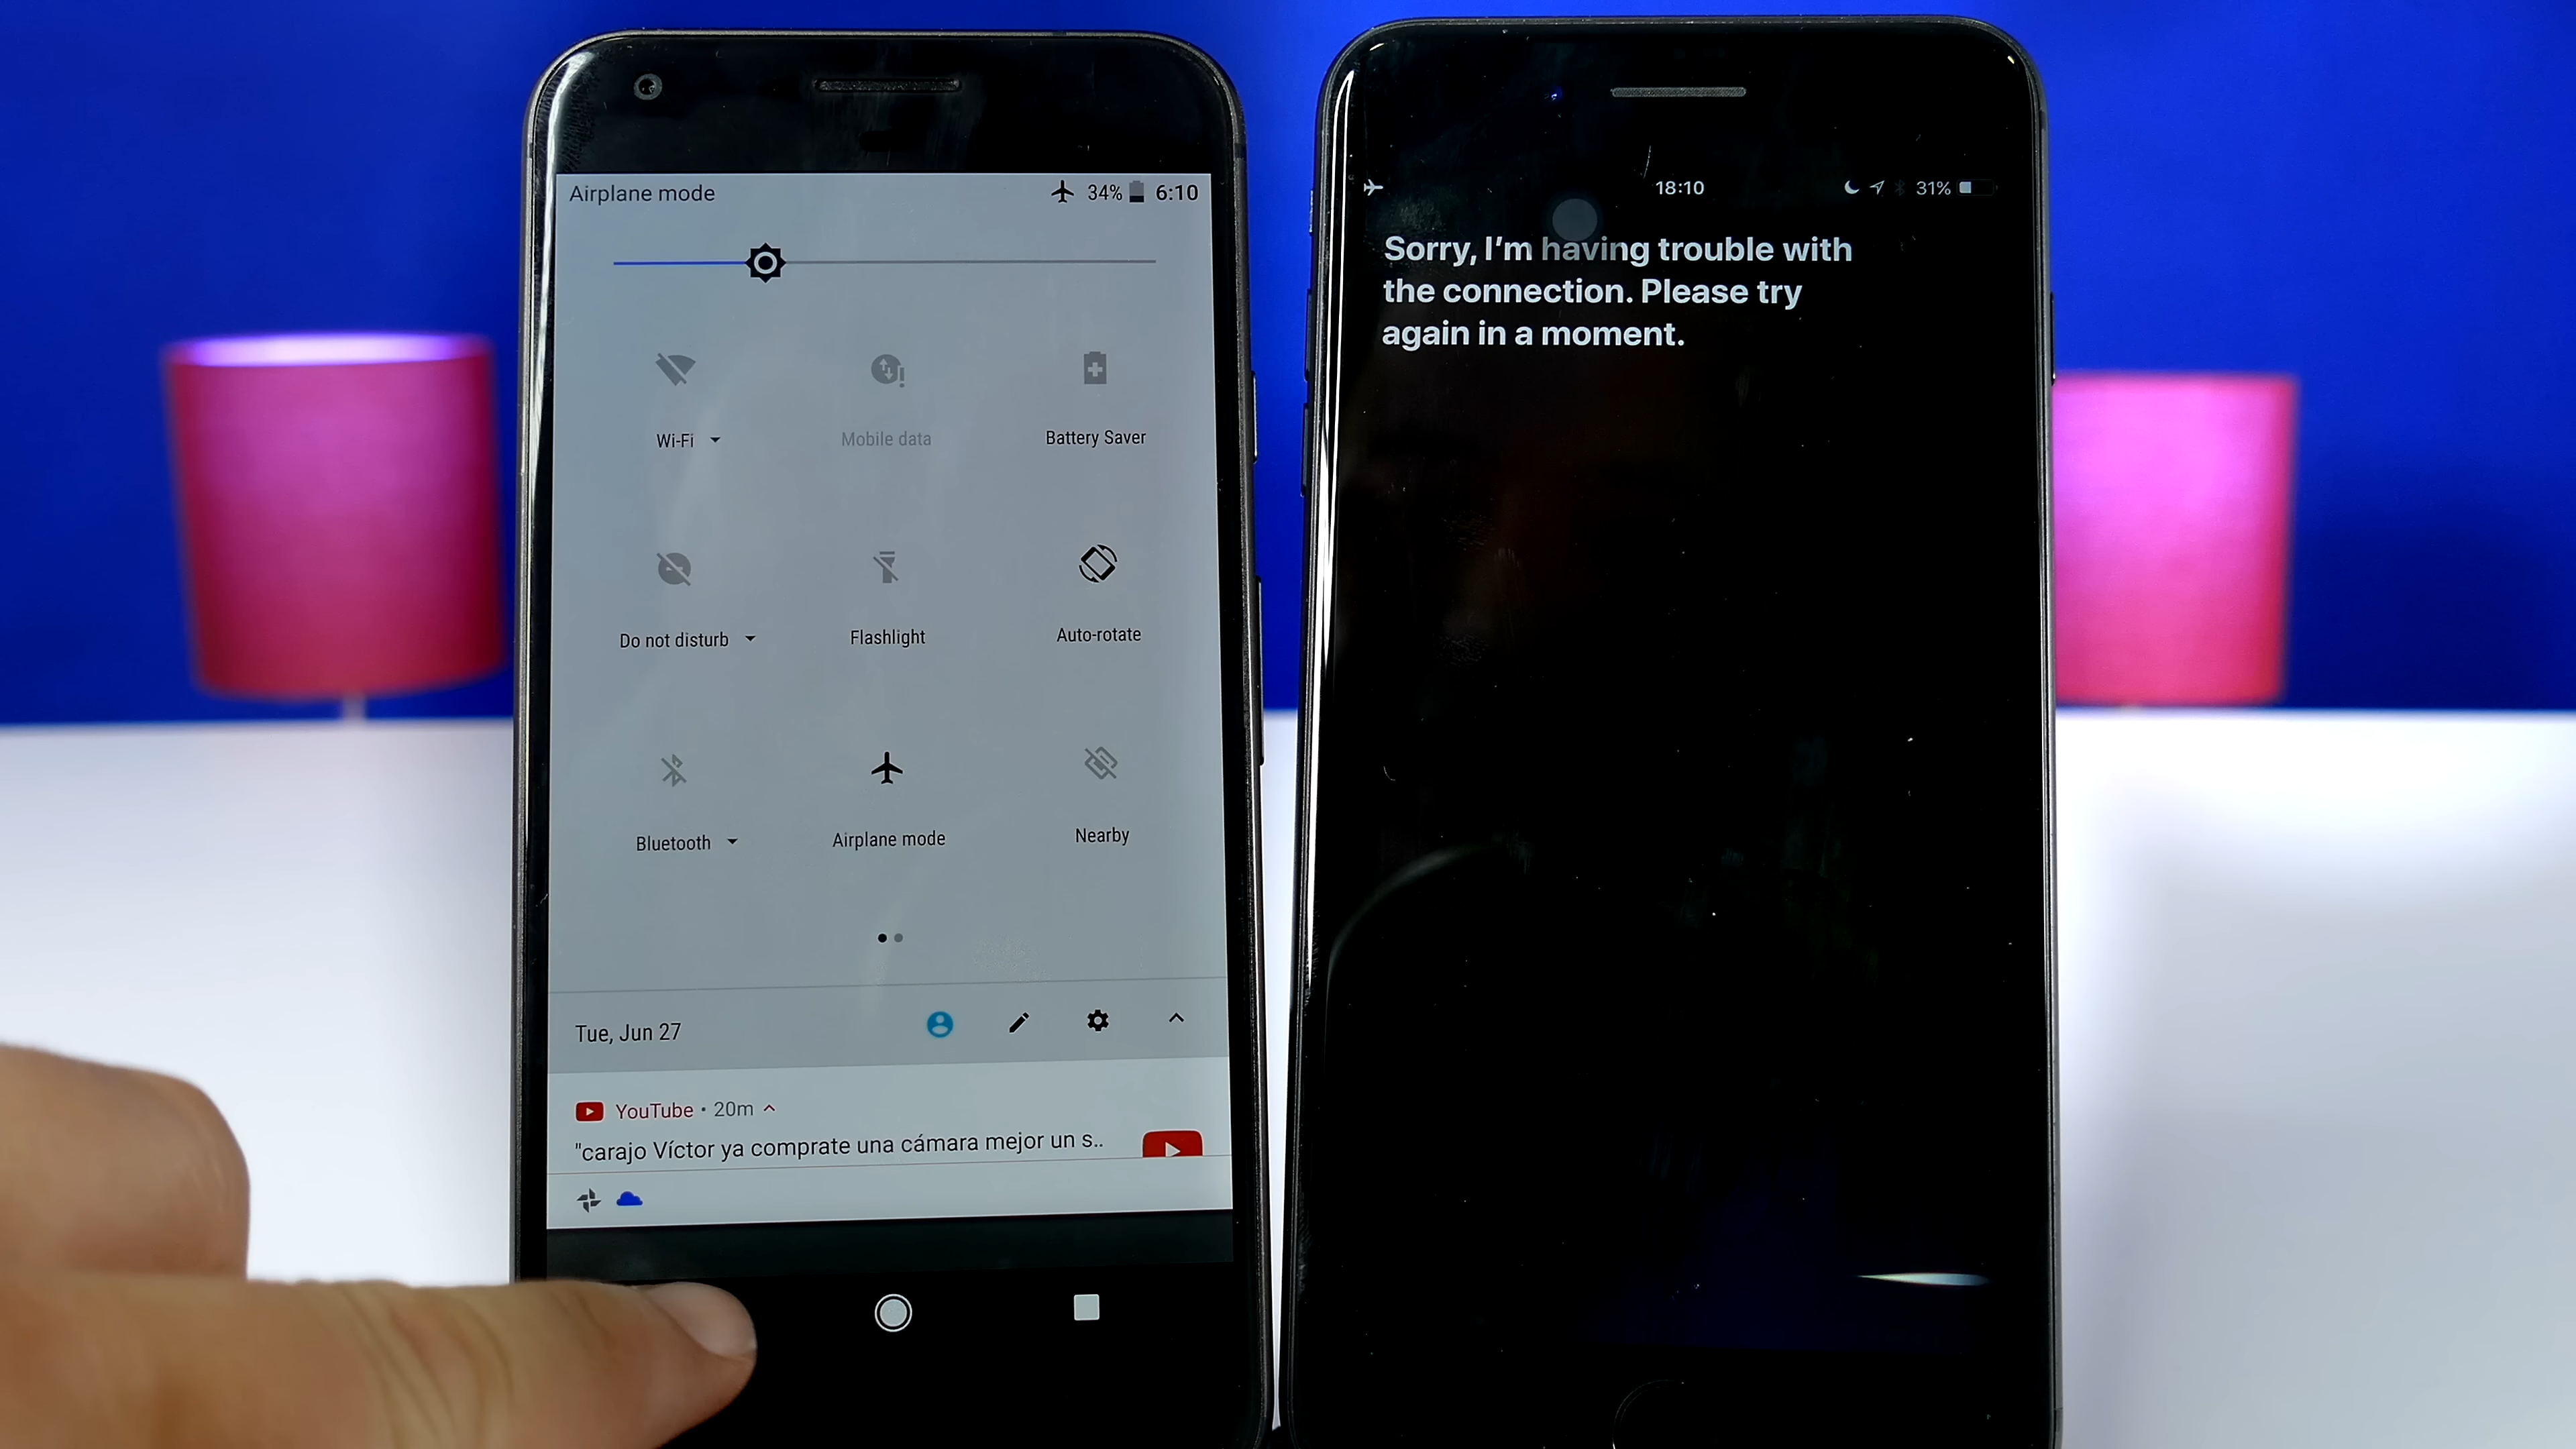 Airplane mode 34% 6:10
Wi-Fi Mobile data Battery Saver
Do not disturb Flashlight Auto-rotate
Bluetooth Airplane mode Nearby
Tue, Jun 27
YouTube • 20m
"carajo Víctor ya comprate una cámara mejor un s..
18:10 31%
Sorry, I'm having trouble with
the connection. Please try
again in a moment.